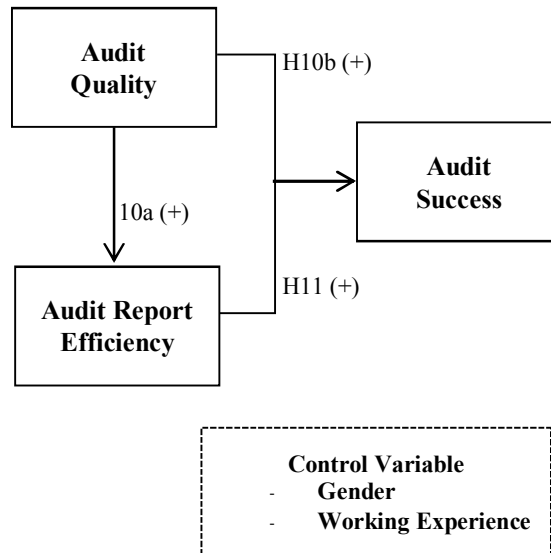 Audit
Quality
H10b (+)
Audit
Success
10a (+)
Audit Report
Efficiency
H11 (+)
Control Variable
- Gender
- Working Experience